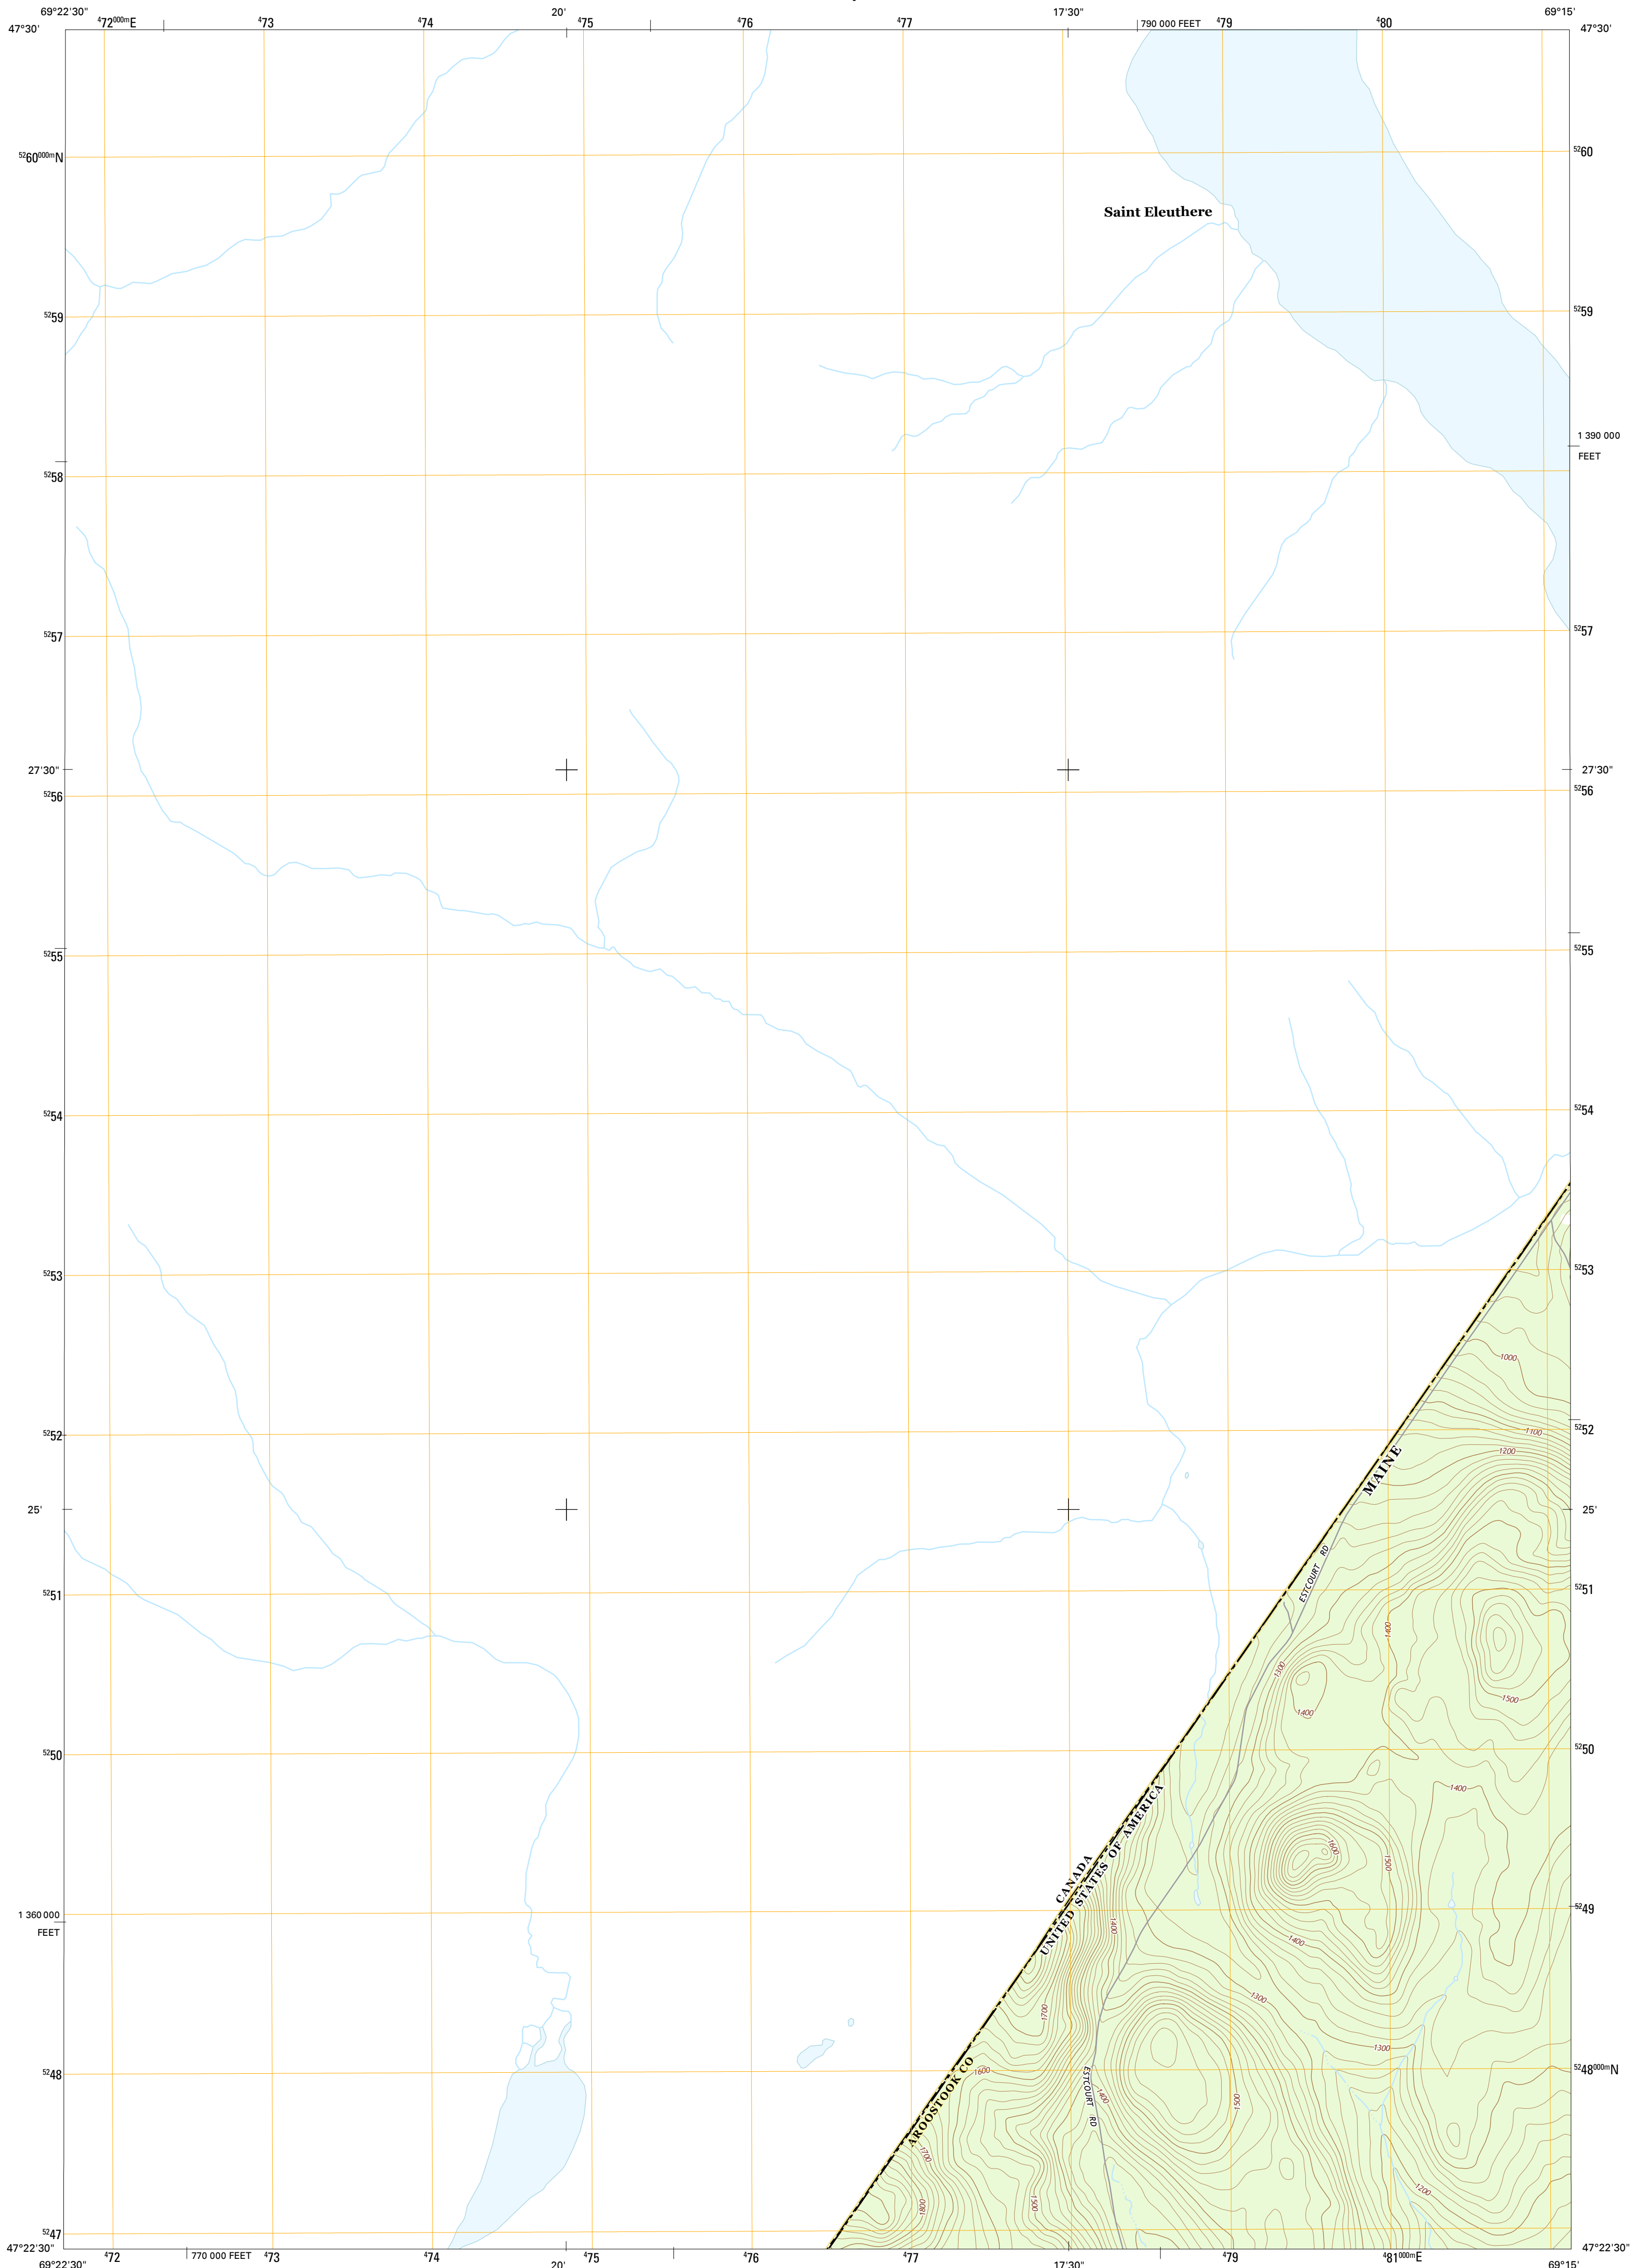 69°22'30" 20' 17'30" 69°15'
⁴72⁰⁰⁰ᵐE ⁴73 ⁴74 ⁴75 ⁴76 ⁴77 790 000 FEET ⁴79 ⁴80
47°30' 47°30'
⁵²60⁰⁰⁰ᵐN ⁵²60
Saint Eleuthere
⁵²59 ⁵²59
1 390 000
FEET
⁵²58
⁵²57 ⁵²57
27'30" 27'30"
⁵²56 ⁵²56
⁵²55 ⁵²55
⁵²54 ⁵²54
⁵²53 ⁵²53
1000
⁵²52 ⁵²52
1100
1200
MAINE
25' 25'
ESTCOURT RD
⁵²51 ⁵²51
1400
1300
1500
1400
⁵²50 ⁵²50
1400
CANADA
UNITED STATES OF AMERICA
1600
1500
1 360 000
FEET
⁵²49
1400
1400
1300
1700
1300
⁵²48 ⁵²48⁰⁰⁰ᵐN
1600
AROOSTOOK CO
ESTCOURT RD
1400
1500
1700
1200
1800
1500
⁵²47
47°22'30" 47°22'30"
⁴72 770 000 FEET ⁴73 ⁴74 ⁴75 ⁴76 ⁴77 ⁴79 ⁴81⁰⁰⁰ᵐE
69°22'30" 20' 17'30" 69°15'